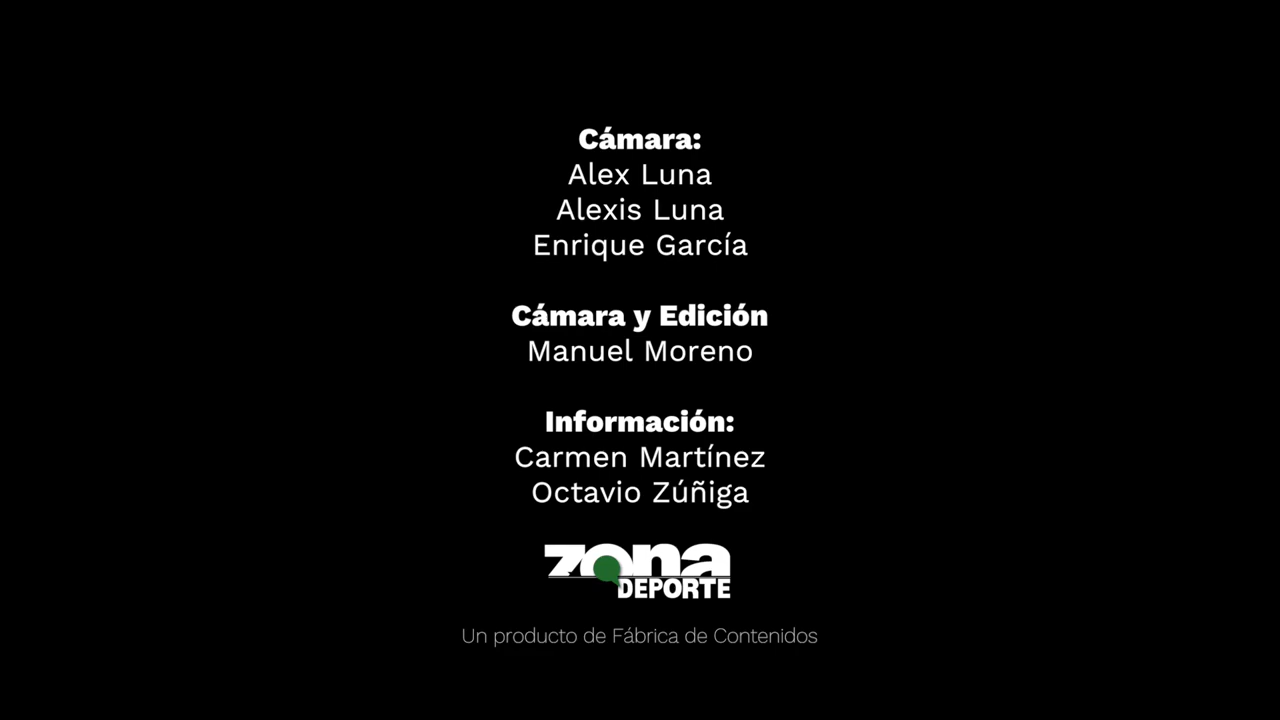 Cámara:
Alex Luna
Alexis Luna
Enrique García
Cámara y Edición
Manuel Moreno
Información:
Carmen Martínez
Octavio Zúñiga
zona
DEPORTE
Un producto de Fábrica de Contenidos